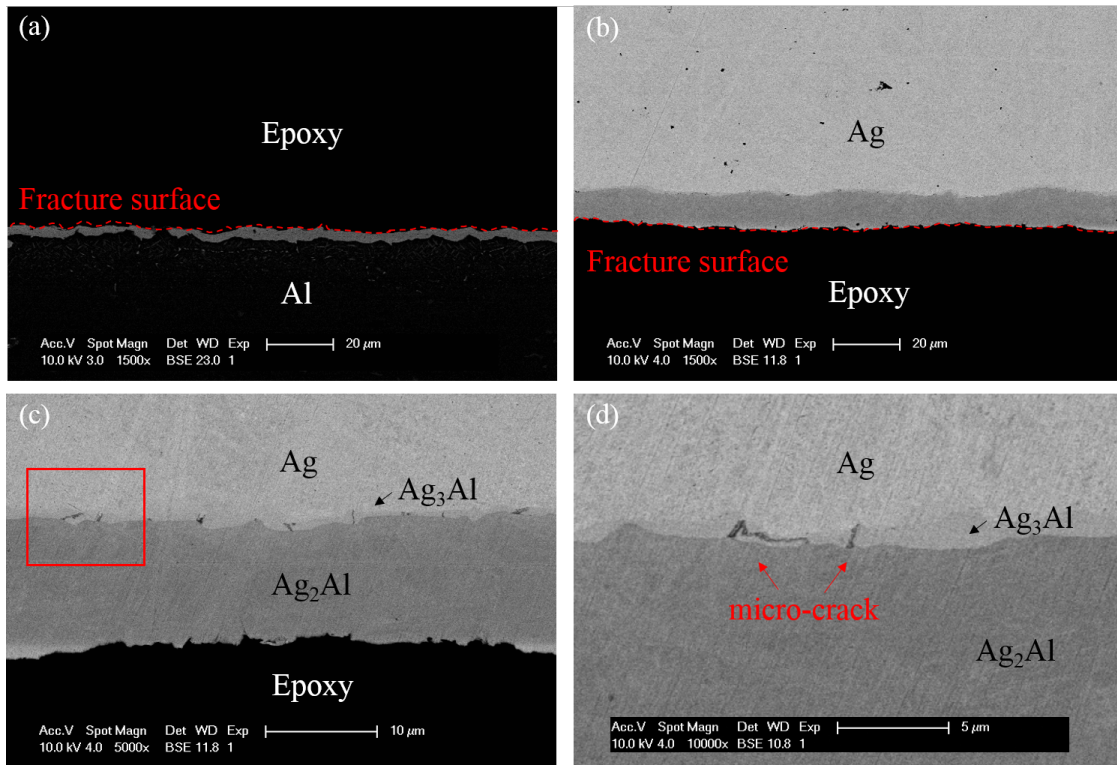 (a)
Epoxy
Fracture surface
Al
Acc.V Spot Magn Det WD Exp
10.0 kV 3.0 1500x BSE 23.0 1
20 µm
(b)
Ag
Fracture surface
Epoxy
Acc.V Spot Magn Det WD Exp
10.0 kV 4.0 1500x BSE 11.8 1
20 µm
(c)
Ag
Ag₃Al
Ag₂Al
Epoxy
Acc.V Spot Magn Det WD Exp
10.0 kV 4.0 5000x BSE 11.8 1
10 µm
(d)
Ag
Ag₃Al
micro-crack
Ag₂Al
Acc.V Spot Magn Det WD Exp
10.0 kV 4.0 10000x BSE 10.8 1
5 µm